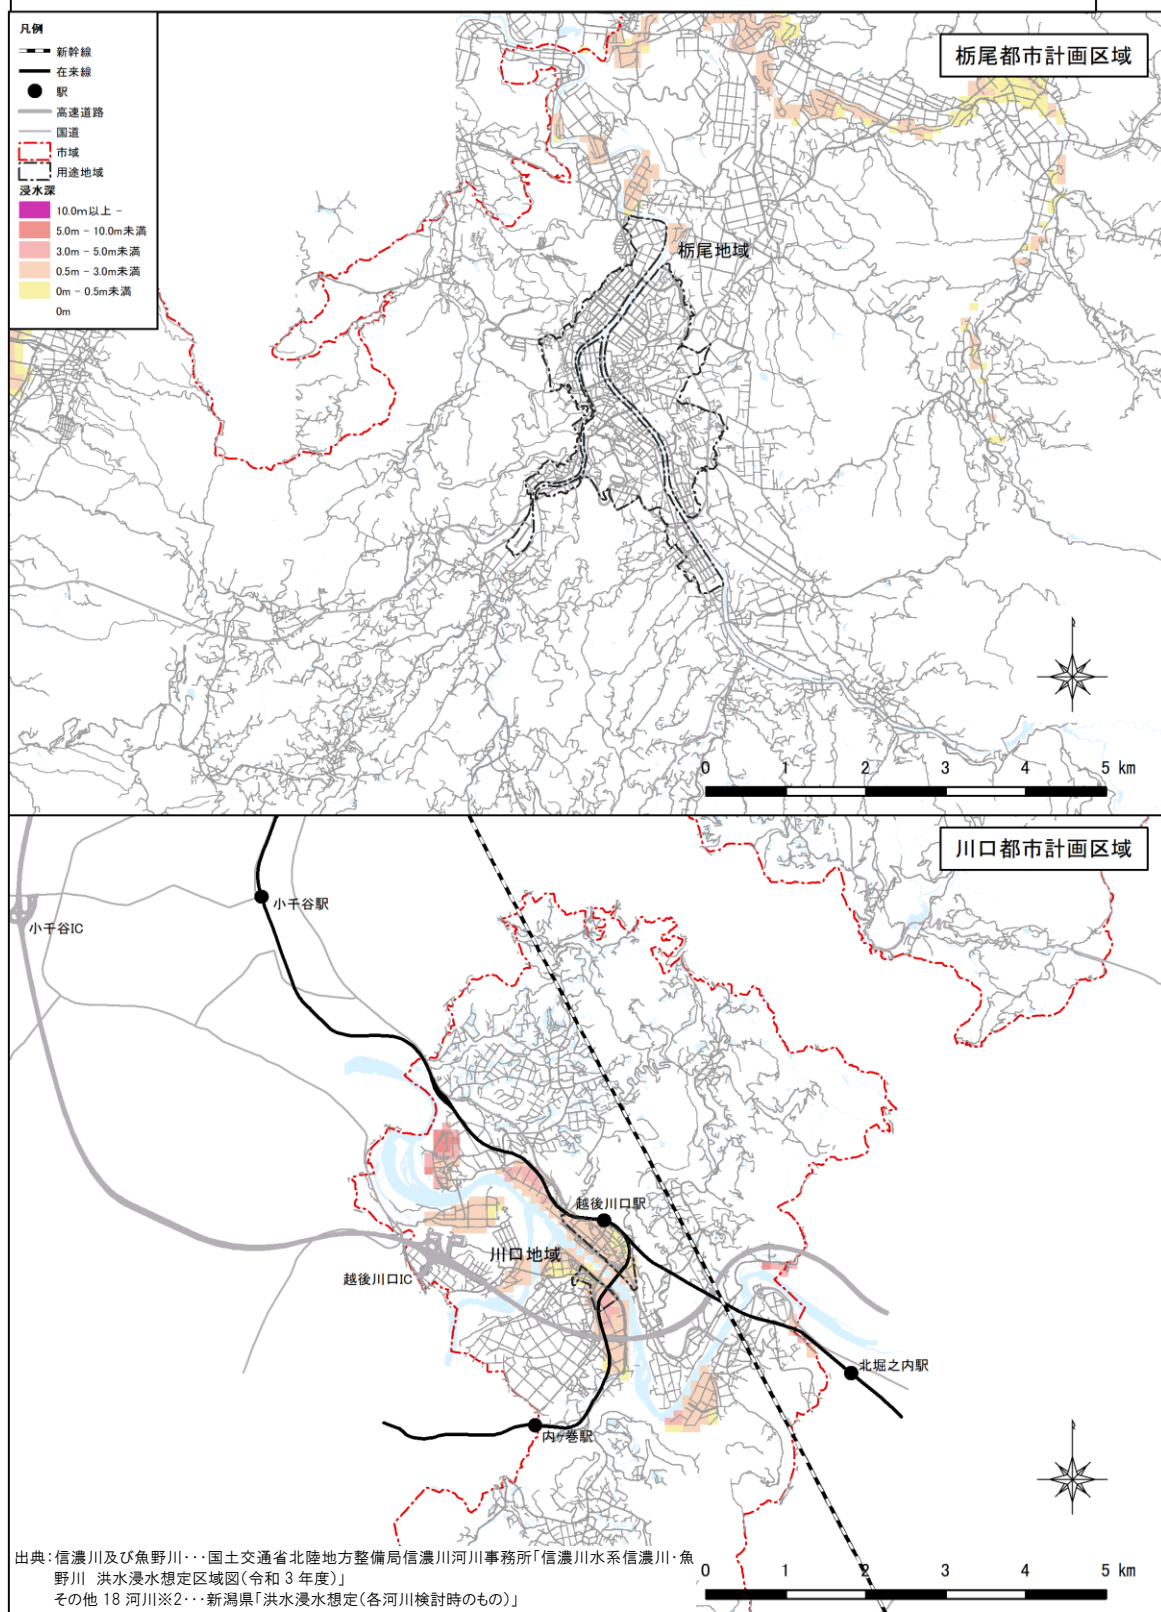 凡例
新幹線
在来線
駅
高速道路
国道
市域
用途地域
浸水深
10.0m以上 -
5.0m - 10.0m未満
3.0m - 5.0m未満
0.5m - 3.0m未満
0m - 0.5m未満
0m
栃尾都市計画区域
栃尾地域
0 1 2 3 4 5 km
川口都市計画区域
小千谷駅
小千谷IC
越後川口駅
川口地域
越後川口IC
北堀之内駅
内ヶ巻駅
0 1 2 3 4 5 km
出典：信濃川及び魚野川･･･国土交通省北陸地方整備局信濃川河川事務所「信濃川水系信濃川・魚
野川 洪水浸水想定区域図（令和３年度）」
その他 18 河川※2･･･新潟県「洪水浸水想定（各河川検討時のもの）」